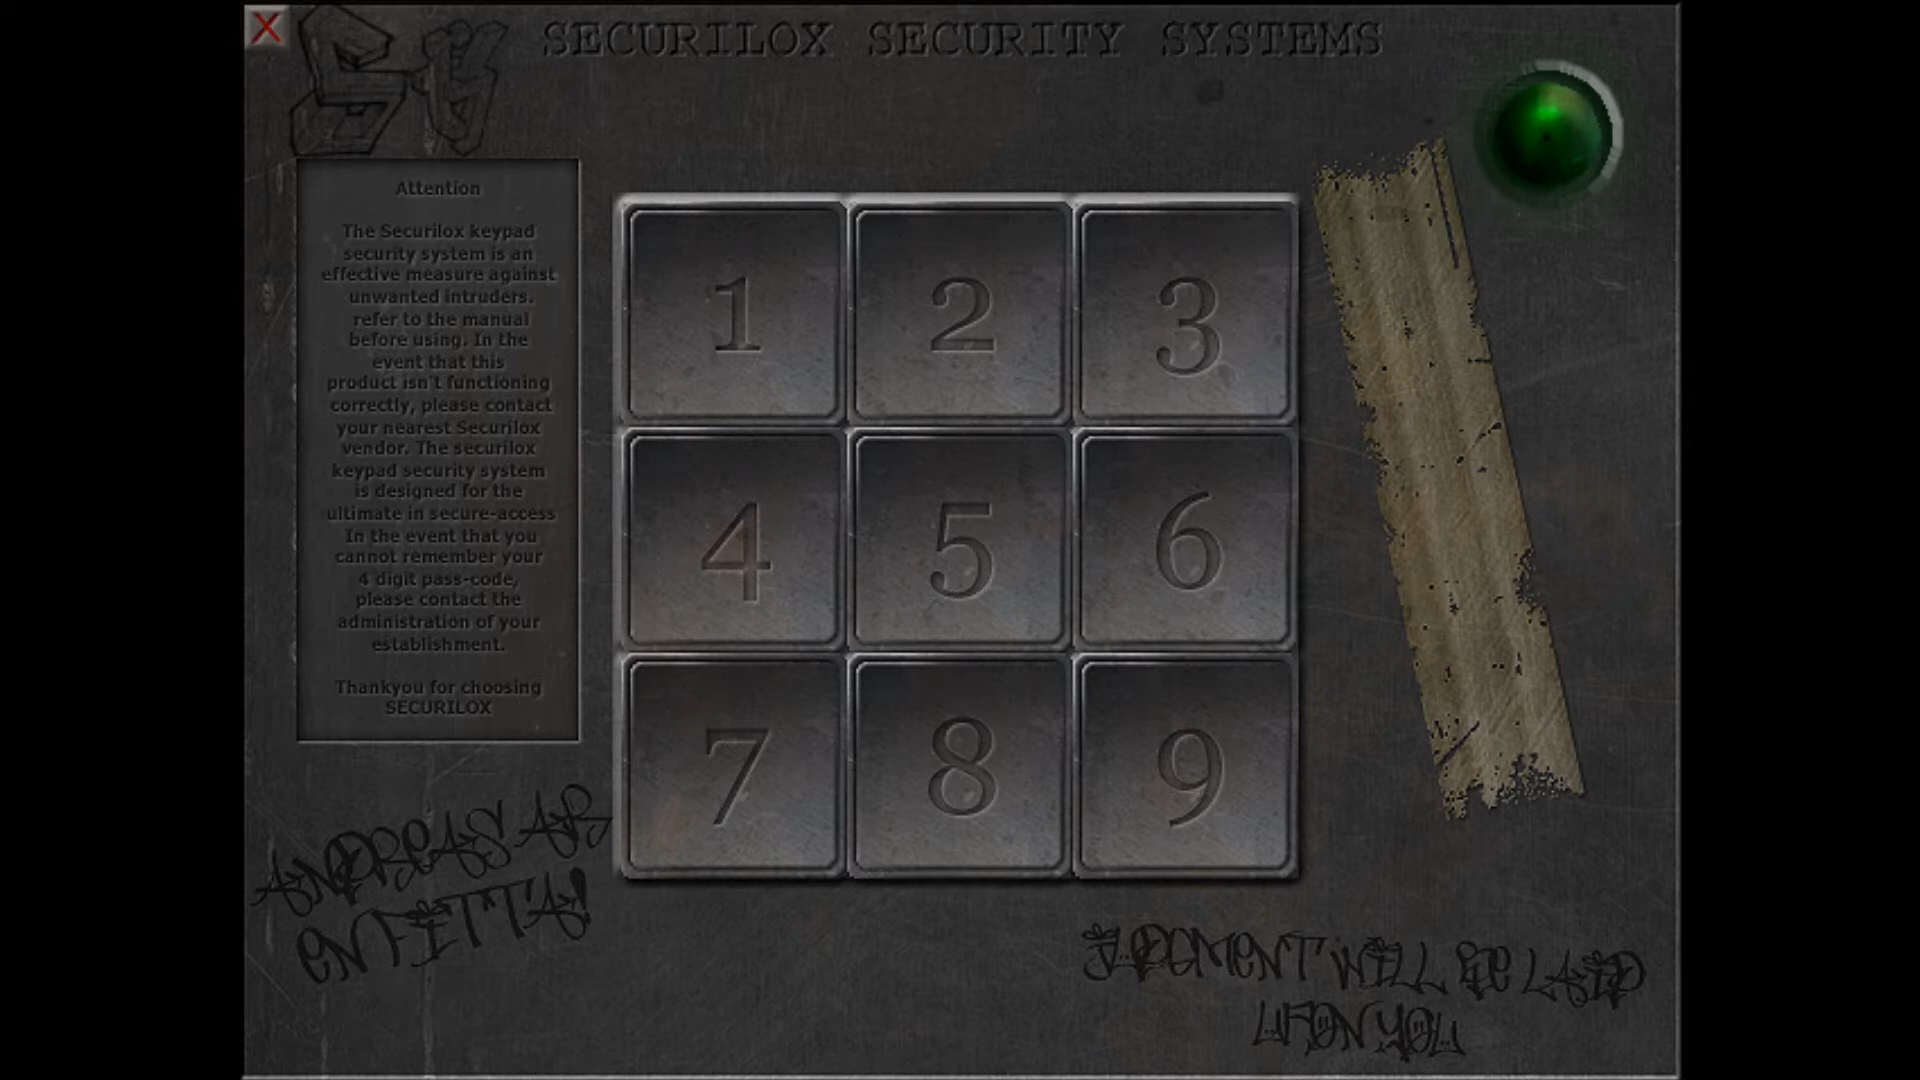 SECURILOX SECURITY SYSTEMS
Attention
The Securilox keypad
security system is an
effective measure against
unwanted intruders.
refer to the manual
before using. In the
event that this
product isn't functioning
correctly, please contact
your nearest Securilox
vendor. The securilox
keypad security system
is designed for the
ultimate in secure-access
In the event that you
cannot remember your
4 digit pass-code,
please contact the
administration of your
establishment.
Thankyou for choosing
SECURILOX
1 2 3
4 5 6
7 8 9
ANDREAS ÄR
EN FITTA!
JUDGMENT WILL BE LAID
UPON YOU